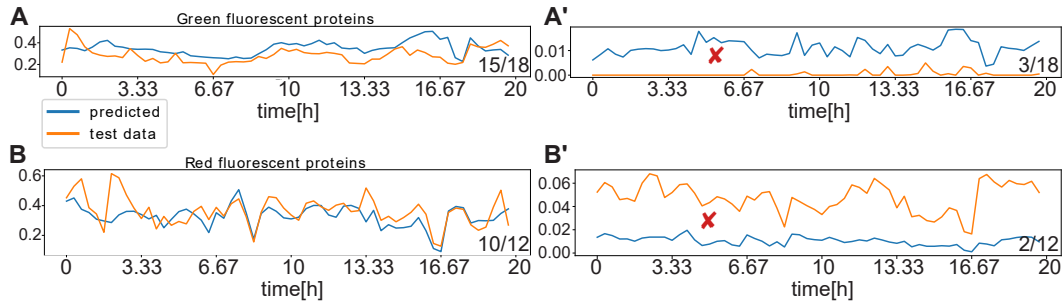 A
Green fluorescent proteins
0.4
0.2
15/18
0 3.33 6.67 10 13.33 16.67 20
time[h]
A'
0.01
0.00
3/18
0 3.33 6.67 10 13.33 16.67 20
time[h]
predicted
test data
B
Red fluorescent proteins
0.6
0.4
0.2
10/12
0 3.33 6.67 10 13.33 16.67 20
time[h]
B'
0.06
0.04
0.02
0.00
2/12
0 3.33 6.67 10 13.33 16.67 20
time[h]